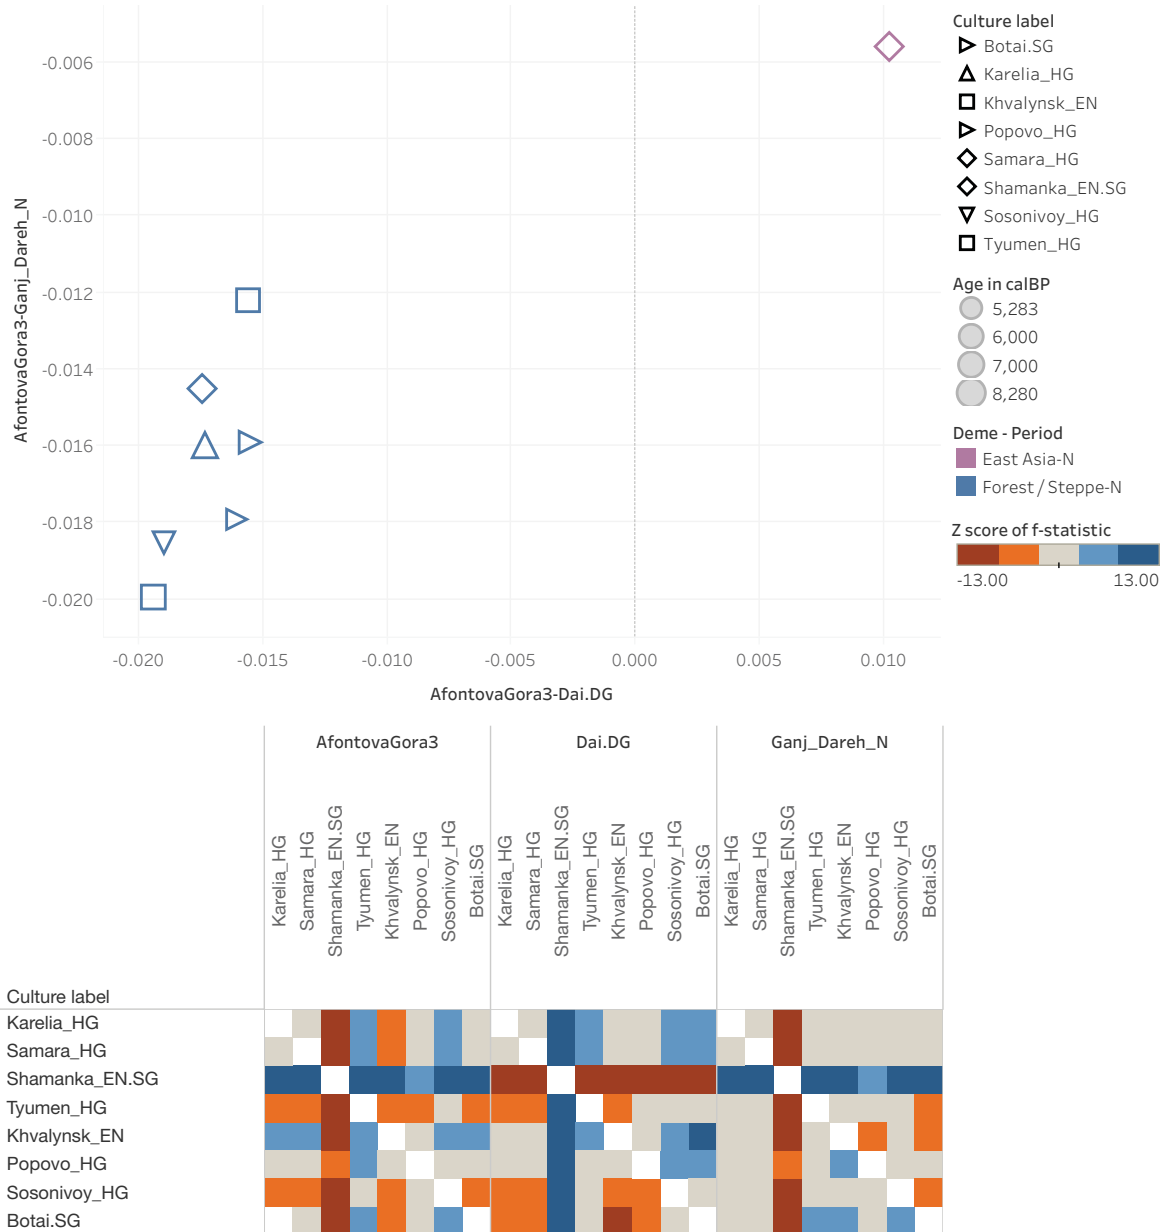 -0.006
-0.008
-0.010
-0.012
-0.014
-0.016
-0.018
-0.020
AfontovaGora3-Ganj_Dareh_N
-0.020 -0.015 -0.010 -0.005 0.000 0.005 0.010
AfontovaGora3-Dai.DG
Culture label
Botai.SG
Karelia_HG
Khvalynsk_EN
Popovo_HG
Samara_HG
Shamanka_EN.SG
Sosonivoy_HG
Tyumen_HG
Age in calBP
5,283
6,000
7,000
8,280
Deme - Period
East Asia-N
Forest / Steppe-N
Z score of f-statistic
-13.00 13.00
AfontovaGora3 Dai.DG Ganj_Dareh_N
Karelia_HG
Samara_HG
Shamanka_EN.SG
Tyumen_HG
Khvalynsk_EN
Popovo_HG
Sosonivoy_HG
Botai.SG
Karelia_HG
Samara_HG
Shamanka_EN.SG
Tyumen_HG
Khvalynsk_EN
Popovo_HG
Sosonivoy_HG
Botai.SG
Karelia_HG
Samara_HG
Shamanka_EN.SG
Tyumen_HG
Khvalynsk_EN
Popovo_HG
Sosonivoy_HG
Botai.SG
Culture label
Karelia_HG
Samara_HG
Shamanka_EN.SG
Tyumen_HG
Khvalynsk_EN
Popovo_HG
Sosonivoy_HG
Botai.SG